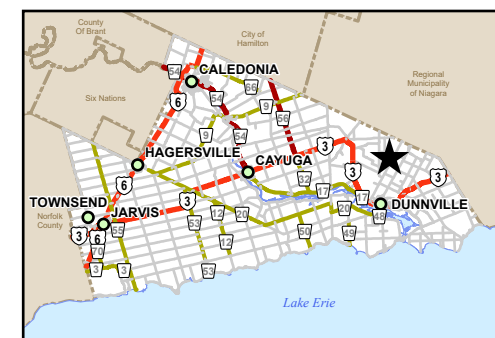 County
Of Brant
City of
Hamilton
54
CALEDONIA
66
Regional
Municipality
of Niagara
6
54
9
56
Six Nations
9
54
3
HAGERSVILLE
CAYUGA
3
3
6
32
17
17
TOWNSEND
3
DUNNVILLE
Norfolk
County
JARVIS
12
20
20
3
6
55
53
12
50
49
70
3
3
53
Lake Erie